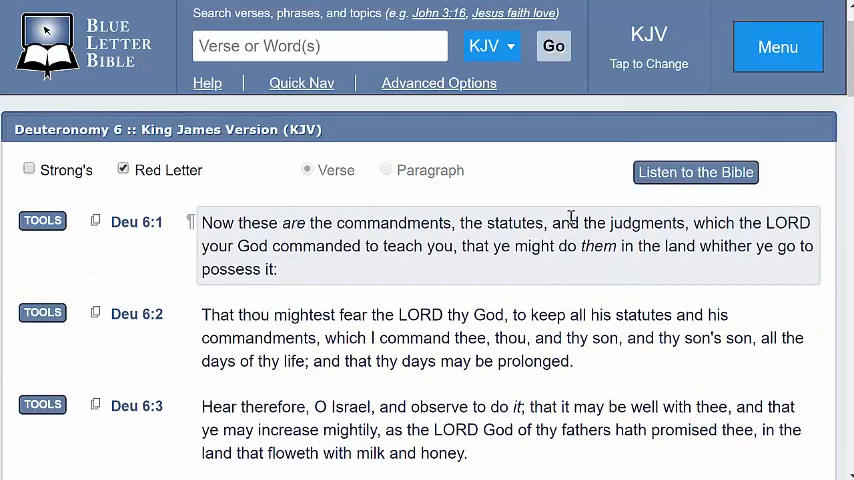 Search verses, phrases, and topics (e.g. John 3:16, Jesus faith love)
BLUE
LETTER
BIBLE
Verse or Word(s)
KJV
Go
KJV
Tap to Change
Menu
Help
Quick Nav
Advanced Options
Deuteronomy 6 :: King James Version (KJV)
Strong's
Red Letter
Verse
Paragraph
Listen to the Bible
TOOLS Deu 6:1 ¶ Now these are the commandments, the statutes, and the judgments, which the LORD
your God commanded to teach you, that ye might do them in the land whither ye go to
possess it:
TOOLS Deu 6:2 That thou mightest fear the LORD thy God, to keep all his statutes and his
commandments, which I command thee, thou, and thy son, and thy son's son, all the
days of thy life; and that thy days may be prolonged.
TOOLS Deu 6:3 Hear therefore, O Israel, and observe to do it; that it may be well with thee, and that
ye may increase mightily, as the LORD God of thy fathers hath promised thee, in the
land that floweth with milk and honey.